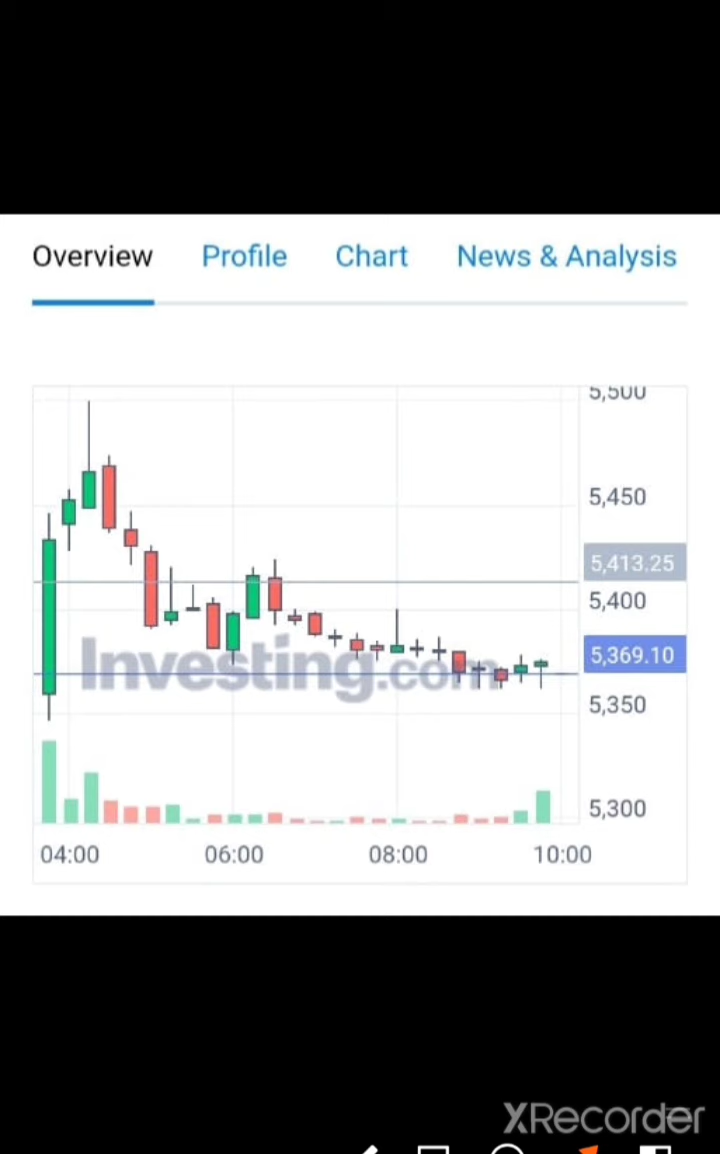 Overview Profile Chart News & Analysis
5,500
5,450
5,413.25
5,400
5,369.10
Investing.com
5,350
5,300
04:00 06:00 08:00 10:00
XRecorder